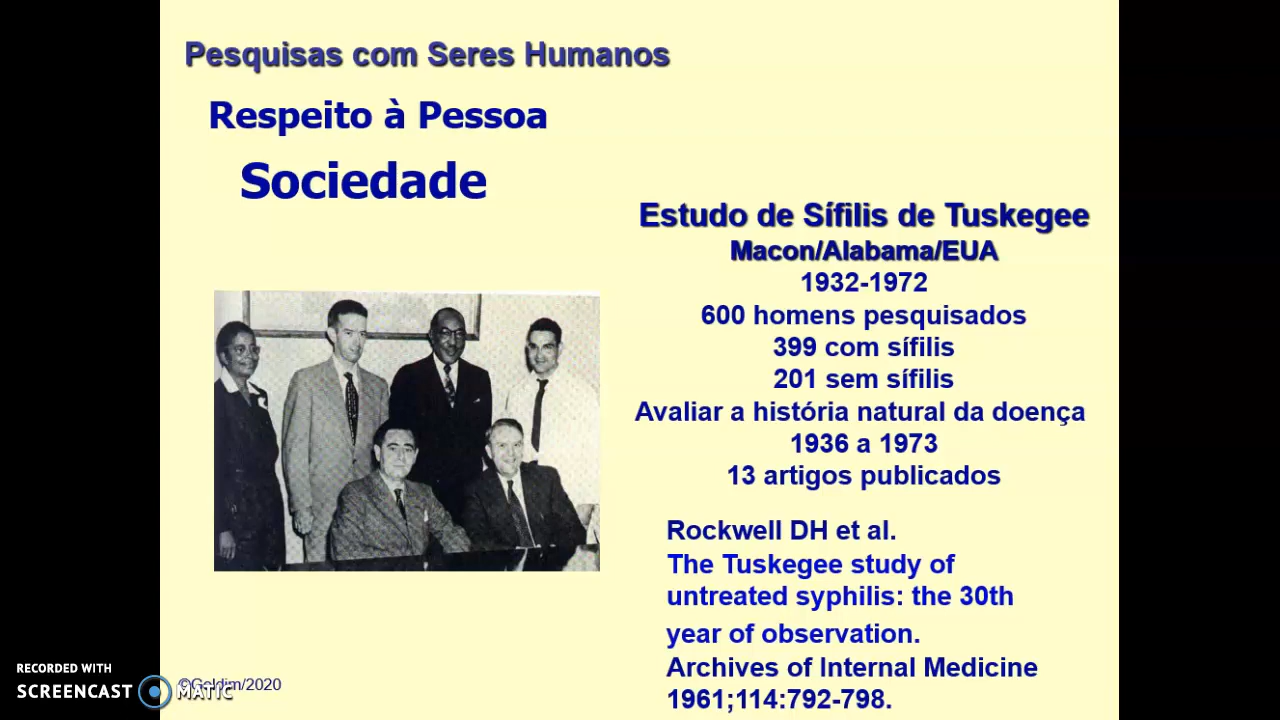 Pesquisas com Seres Humanos
Respeito à Pessoa
Sociedade
Estudo de Sífilis de Tuskegee
Macon/Alabama/EUA
1932-1972
600 homens pesquisados
399 com sífilis
201 sem sífilis
Avaliar a história natural da doença
1936 a 1973
13 artigos publicados
Rockwell DH et al.
The Tuskegee study of
untreated syphilis: the 30th
year of observation.
Archives of Internal Medicine
1961;114:792-798.
©Goldim/2020
RECORDED WITH
SCREENCAST MATIC